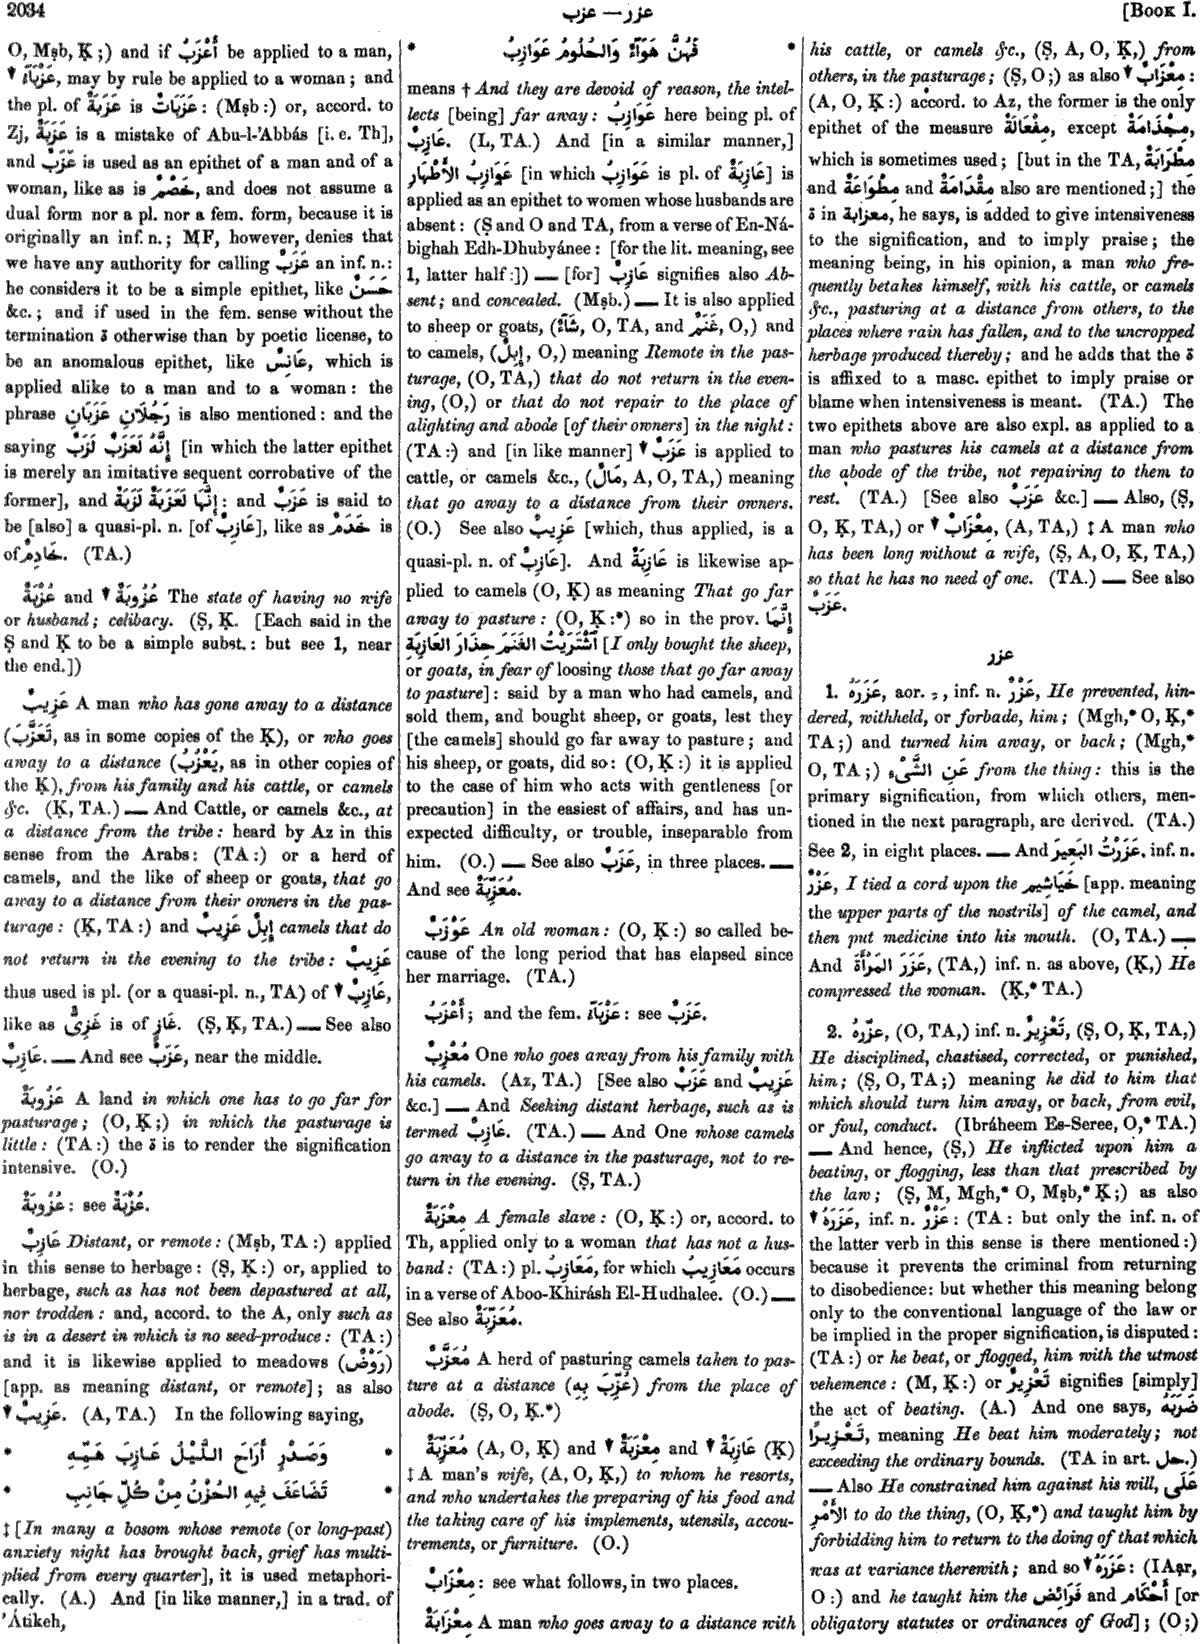 2034
عزب — عزر
[BOOK I.
O, Mṣb, Ḳ;) and if أَعْزَبُ be applied to a man,
▼ عَزْبَآءُ, may by rule be applied to a woman; and
the pl. of عَزَبَةٌ is عَزَبَاتٌ: (Mṣb:) or, accord. to
Zj, عَزَبَةٌ is a mistake of Abu-l-'Abbás [i. e. Th],
and عَزَبٌ is used as an epithet of a man and of a
woman, like as is خَصْمٌ, and does not assume a
dual form nor a pl. nor a fem. form, because it is
originally an inf. n.; MF, however, denies that
we have any authority for calling عَزَبٌ an inf. n.:
he considers it to be a simple epithet, like حَسَنٌ
&c.; and if used in the fem. sense without the
termination ة otherwise than by poetic license, to
be an anomalous epithet, like عَانِسٌ, which is
applied alike to a man and to a woman: the
phrase رَجُلَانِ عَزَبَانِ is also mentioned: and the
saying إِنَّهُ لَعَزَبٌ لَزَبٌ [in which the latter epithet
is merely an imitative sequent corrobative of the
former], and إِنَّهَا لَعَزَبَةٌ لَزَبَةٌ: and عَزَبٌ is said to
be [also] a quasi-pl. n. [of عَازِبٌ], like as خَدَمٌ is
of خَادِمٌ. (TA.)
عُزْبَةٌ and ▼ عُزُوبَةٌ The state of having no wife
or husband; celibacy. (Ṣ, Ḳ. [Each said in the
Ṣ and Ḳ to be a simple subst.: but see 1, near
the end.])
عَزِيبٌ A man who has gone away to a distance
(تَعَزَّبَ, as in some copies of the Ḳ), or who goes
away to a distance (يَعْزُبُ, as in other copies of
the Ḳ), from his family and his cattle, or camels
&c. (Ḳ, TA.) — And Cattle, or camels &c., at
a distance from the tribe: heard by Az in this
sense from the Arabs: (TA:) or a herd of
camels, and the like of sheep or goats, that go
away to a distance from their owners in the pas-
turage: (Ḳ, TA:) and إِبِلٌ عَزِيبٌ camels that do
not return in the evening to the tribe: عَزِيبٌ
thus used is pl. (or a quasi-pl. n., TA) of ▼ عَازِبٌ,
like as غَزِىٌّ is of غَازٍ. (Ṣ, Ḳ, TA.) — See also
عَازِبٌ. — And see عَزَبٌ, near the middle.
عَزُوبَةٌ A land in which one has to go far for
pasturage; (O, Ḳ;) in which the pasturage is
little: (TA:) the ة is to render the signification
intensive. (O.)
عُزُوبَةٌ: see عُزْبَةٌ.
عَازِبٌ Distant, or remote: (Mṣb, TA:) applied
in this sense to herbage: (Ṣ, Ḳ:) or, applied to
herbage, such as has not been depastured at all,
nor trodden: and, accord. to the A, only such as
is in a desert in which is no seed-produce: (TA:)
and it is likewise applied to meadows (رَوْضٌ)
[app. as meaning distant, or remote]; as also
▼ عَزِيبٌ. (A, TA.) In the following saying,
* وَصَدْرٍ أَرَاحَ اللَّيْلُ عَازِبَ هَمِّهِ *
* تَضَاعَفَ فِيهِ الحُزْنُ مِنْ كُلِّ جَانِبِ *
‡ [In many a bosom whose remote (or long-past)
anxiety night has brought back, grief has multi-
plied from every quarter], it is used metaphori-
cally. (A.) And [in like manner,] in a trad. of
'Átikeh,
* فَهُنَّ هَوَآءٌ وَالحُلُومُ عَوَازِبُ *
means † And they are devoid of reason, the intel-
lects [being] far away: عَوَازِبُ here being pl. of
عَازِبٌ. (L, TA.) And [in a similar manner,]
عَوَازِبُ الأَطْهَارِ [in which عَوَازِبُ is pl. of عَازِبَةٌ] is
applied as an epithet to women whose husbands are
absent: (Ṣ and O and TA, from a verse of En-Ná-
bighah Edh-Dhubyánee: [for the lit. meaning, see
1, latter half:]) — [for] عَازِبٌ signifies also Ab-
sent; and concealed. (Mṣb.) — It is also applied
to sheep or goats, (شَآءٌ, O, TA, and غَنَمٌ, O,) and
to camels, (إِبِلٌ, O,) meaning Remote in the pas-
turage, (O, TA,) that do not return in the even-
ing, (O,) or that do not repair to the place of
alighting and abode [of their owners] in the night:
(TA:) and [in like manner] ▼ عَزَبٌ is applied to
cattle, or camels &c., (مَالٌ, A, O, TA,) meaning
that go away to a distance from their owners.
(O.) See also عَزِيبٌ [which, thus applied, is a
quasi-pl. n. of عَازِبٌ]. And عَازِبَةٌ is likewise ap-
plied to camels (O, Ḳ) as meaning That go far
away to pasture: (O, Ḳ:*) so in the prov. إِنَّمَا
ٱشْتَرَيْتُ الغَنَمَ حِذَارَ العَازِبَةِ [I only bought the sheep,
or goats, in fear of loosing those that go far away
to pasture]: said by a man who had camels, and
sold them, and bought sheep, or goats, lest they
[the camels] should go far away to pasture; and
his sheep, or goats, did so: (O, Ḳ:) it is applied
to the case of him who acts with gentleness [or
precaution] in the easiest of affairs, and has un-
expected difficulty, or trouble, inseparable from
him. (O.) — See also عَزَبٌ, in three places. —
And see مُعَزِّبَةٌ.
عَوْزَبٌ An old woman: (O, Ḳ:) so called be-
cause of the long period that has elapsed since
her marriage. (TA.)
أَعْزَبُ; and the fem. عَزْبَآءُ: see عَزَبٌ.
مُعْزِبٌ One who goes away from his family with
his camels. (Az, TA.) [See also عَزَبٌ and عَزِيبٌ
&c.] — And Seeking distant herbage, such as is
termed عَازِبٌ. (TA.) — And One whose camels
go away to a distance in the pasturage, not to re-
turn in the evening. (Ṣ, TA.)
مِعْزَبَةٌ A female slave: (O, Ḳ:) or, accord. to
Th, applied only to a woman that has not a hus-
band: (TA:) pl. مَعَازِبُ, for which مَعَازِيبُ occurs
in a verse of Aboo-Khirásh El-Hudhalee. (O.) —
See also مُعَزِّبَةٌ.
مُعَزَّبٌ A herd of pasturing camels taken to pas-
ture at a distance (عُزِّبَ بِهِ) from the place of
abode. (Ṣ, O, Ḳ.*)
مُعَزِّبَةٌ (A, O, Ḳ) and ▼ مِعْزَبَةٌ and ▼ عَازِبَةٌ (Ḳ)
‡ A man's wife, (A, O, Ḳ,) to whom he resorts,
and who undertakes the preparing of his food and
the taking care of his implements, utensils, accou-
trements, or furniture. (O.)
مِعْزَابٌ: see what follows, in two places.
مِعْزَابَةٌ A man who goes away to a distance with
his cattle, or camels &c., (Ṣ, A, O, Ḳ,) from
others, in the pasturage; (Ṣ, O;) as also ▼ مِعْزَابٌ:
(A, O, Ḳ:) accord. to Az, the former is the only
epithet of the measure مِفْعَالَةٌ, except مِجْذَامَةٌ,
which is sometimes used; [but in the TA, مِطْرَابَةٌ
and مِطْوَاعَةٌ and مِقْدَامَةٌ also are mentioned;] the
ة in معزابة, he says, is added to give intensiveness
to the signification, and to imply praise; the
meaning being, in his opinion, a man who fre-
quently betakes himself, with his cattle, or camels
&c., pasturing at a distance from others, to the
places where rain has fallen, and to the uncropped
herbage produced thereby; and he adds that the ة
is affixed to a masc. epithet to imply praise or
blame when intensiveness is meant. (TA.) The
two epithets above are also expl. as applied to a
man who pastures his camels at a distance from
the abode of the tribe, not repairing to them to
rest. (TA.) [See also عَزَبٌ &c.] — Also, (Ṣ,
O, Ḳ, TA,) or ▼ مِعْزَابٌ, (A, TA,) ‡ A man who
has been long without a wife, (Ṣ, A, O, Ḳ, TA,)
so that he has no need of one. (TA.) — See also
عَزَبٌ.
عزر
1. عَزَرَهُ, aor. ـِ, inf. n. عَزْرٌ, He prevented, hin-
dered, withheld, or forbade, him; (Mgh,* O, Ḳ,*
TA;) and turned him away, or back; (Mgh,*
O, TA;) عَنِ الشَّىْءِ from the thing: this is the
primary signification, from which others, men-
tioned in the next paragraph, are derived. (TA.)
See 2, in eight places. — And عَزَرْتُ البَعِيرَ, inf. n.
عَزْرٌ, I tied a cord upon the خَيَاشِيم [app. meaning
the upper parts of the nostrils] of the camel, and
then put medicine into his mouth. (O, TA.) —
And عَزَرَ المَرْأَةَ, (TA,) inf. n. as above, (Ḳ,) He
compressed the woman. (Ḳ,* TA.)
2. عزّرهُ, (O, TA,) inf. n. تَعْزِيرٌ, (Ṣ, O, Ḳ, TA,)
He disciplined, chastised, corrected, or punished,
him; (Ṣ, O, TA;) meaning he did to him that
which should turn him away, or back, from evil,
or foul, conduct. (Ibráheem Es-Seree, O,* TA.)
— And hence, (Ṣ,) He inflicted upon him a
beating, or flogging, less than that prescribed by
the law; (Ṣ, M, Mgh,* O, Mṣb,* Ḳ;) as also
▼ عَزَرَهُ, inf. n. عَزْرٌ: (TA: but only the inf. n. of
the latter verb in this sense is there mentioned:)
because it prevents the criminal from returning
to disobedience: but whether this meaning belong
only to the conventional language of the law or
be implied in the proper signification, is disputed:
(TA:) or he beat, or flogged, him with the utmost
vehemence: (M, Ḳ:) or تَعْزِيرٌ signifies [simply]
the act of beating. (A.) And one says, ضَرَبَهُ
تَعْزِيرًا, meaning He beat him moderately; not
exceeding the ordinary bounds. (TA in art. حل.)
— Also He constrained him against his will, عَلَى
الأَمْرِ to do the thing, (O, Ḳ,*) and taught him by
forbidding him to return to the doing of that which
was at variance therewith; and so ▼ عَزَرَهُ: (IAạr,
O:) and he taught him the فَرَائِض and أَحْكَام [or
obligatory statutes or ordinances of God]; (O;)